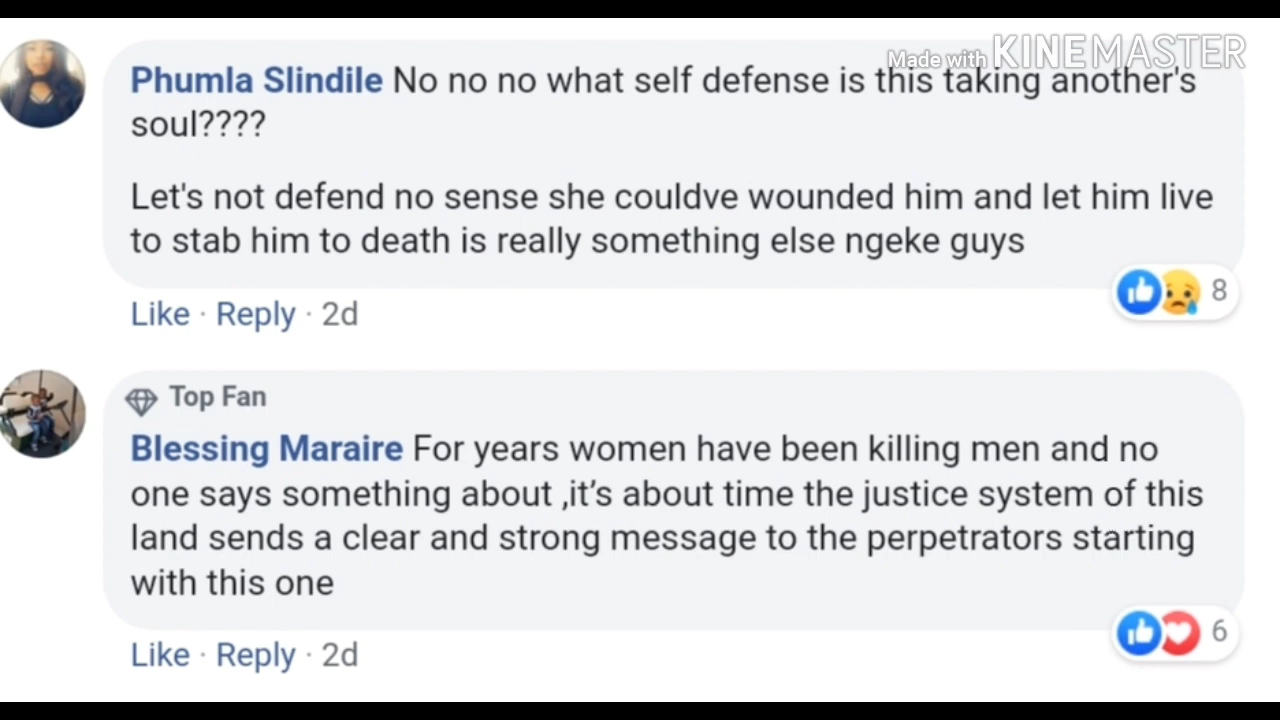 Made with KINEMASTER
Phumla Slindile No no no what self defense is this taking another's
soul????
Let's not defend no sense she couldve wounded him and let him live
to stab him to death is really something else ngeke guys
8
Like · Reply · 2d
Top Fan
Blessing Maraire For years women have been killing men and no
one says something about ,it’s about time the justice system of this
land sends a clear and strong message to the perpetrators starting
with this one
6
Like · Reply · 2d